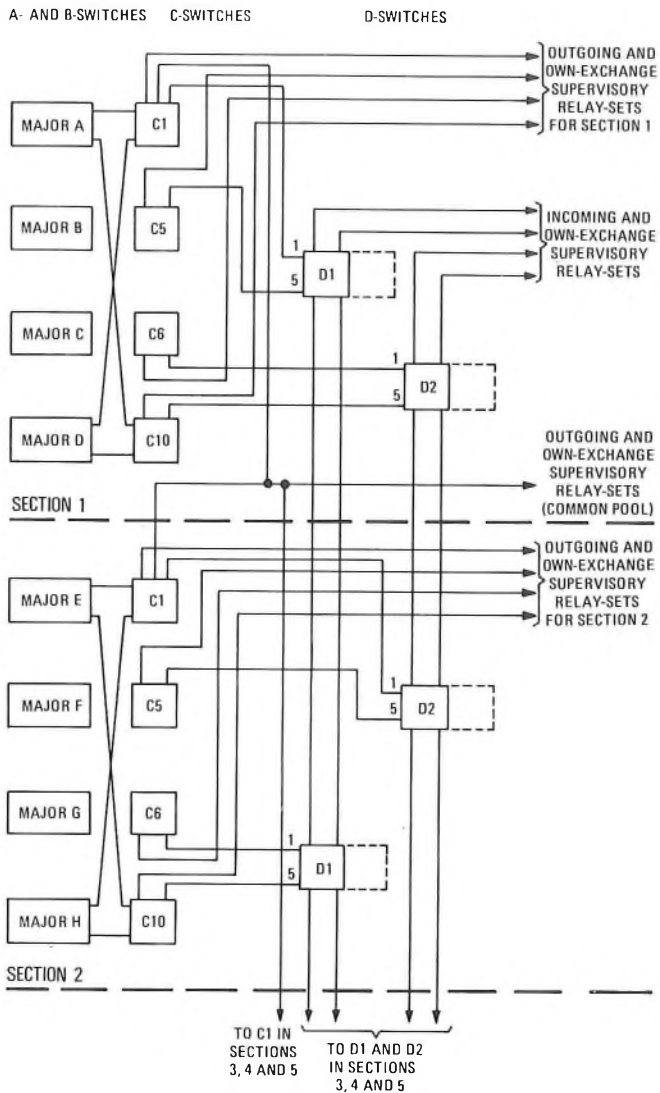 A- AND B-SWITCHES C-SWITCHES D-SWITCHES
OUTGOING AND
OWN-EXCHANGE
SUPERVISORY
RELAY-SETS
FOR SECTION 1
MAJOR A
C1
MAJOR B
C5
INCOMING AND
OWN-EXCHANGE
SUPERVISORY
RELAY-SETS
1
5
D1
MAJOR C
C6
1
5
D2
MAJOR D
C10
OUTGOING AND
OWN-EXCHANGE
SUPERVISORY
RELAY-SETS
(COMMON POOL)
SECTION 1
OUTGOING AND
OWN-EXCHANGE
SUPERVISORY
RELAY-SETS
FOR SECTION 2
MAJOR E
C1
MAJOR F
C5
1
5
D2
MAJOR G
C6
1
5
D1
MAJOR H
C10
SECTION 2
TO C1 IN
SECTIONS
3, 4 AND 5
TO D1 AND D2
IN SECTIONS
3, 4 AND 5